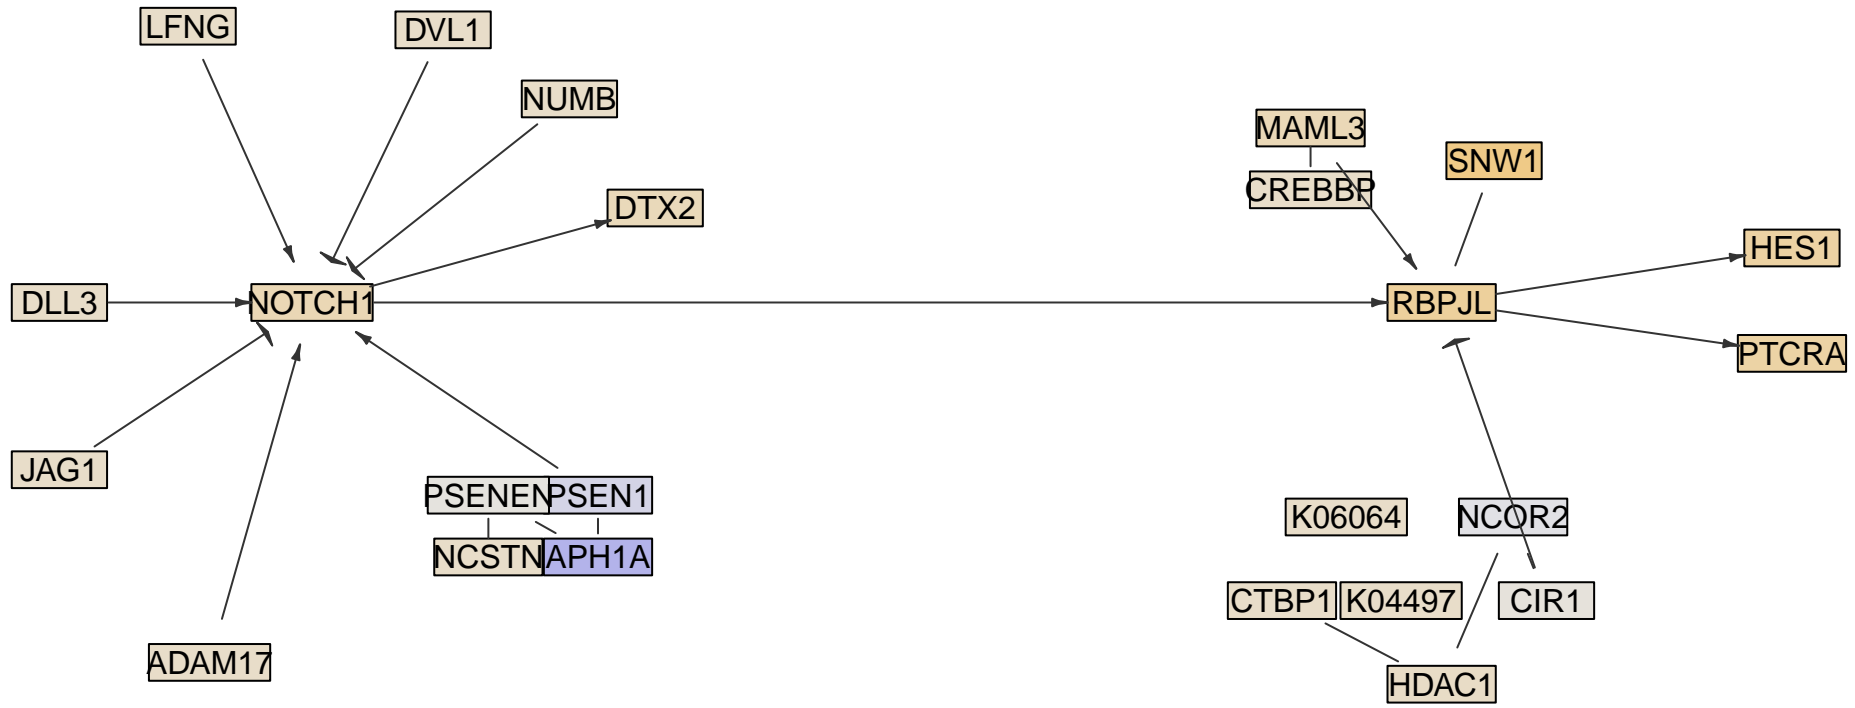 LFNG
DVL1
NUMB
MAML3
SNW1
CREBBP
DTX2
HES1
DLL3
NOTCH1
RBPJL
PTCRA
JAG1
PSENEN
PSEN1
K06064
NCOR2
NCSTN
APH1A
CTBP1
K04497
CIR1
ADAM17
HDAC1